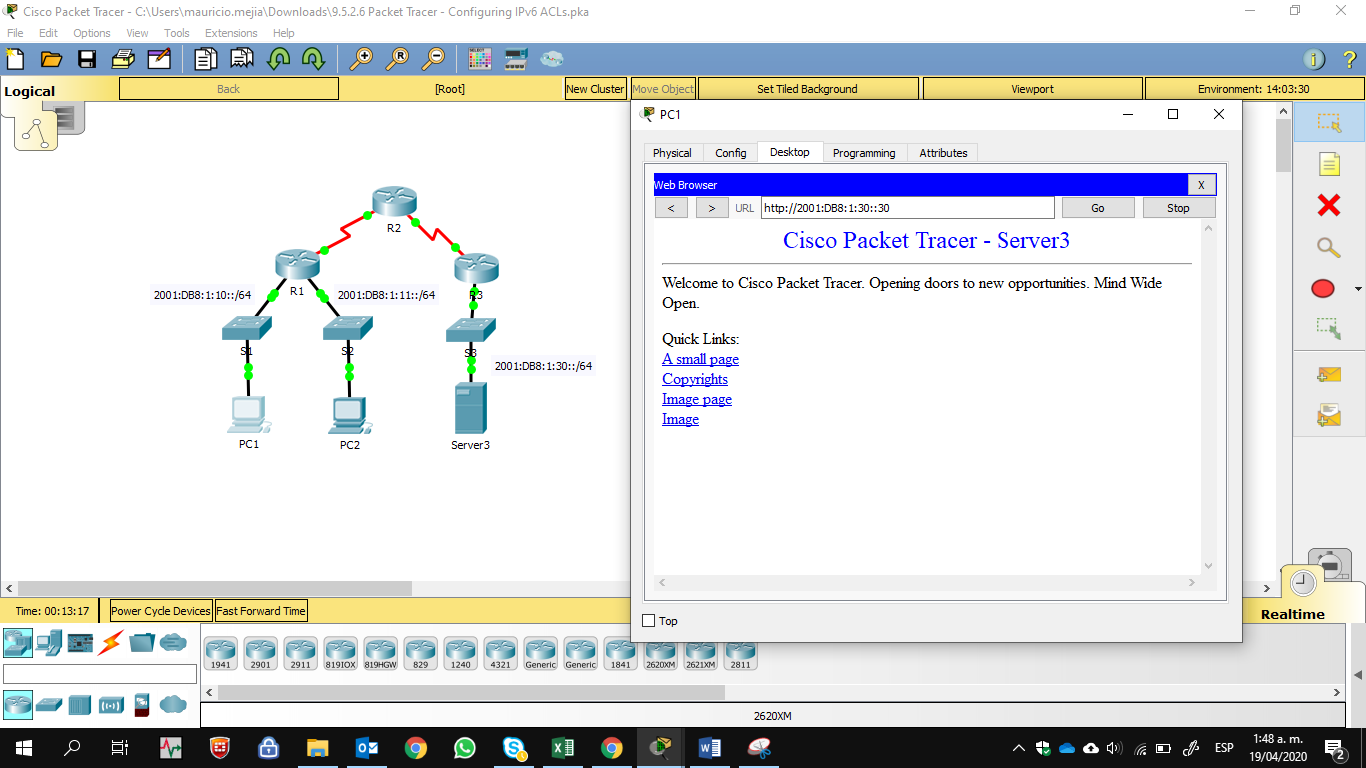 Cisco Packet Tracer - C:\Users\mauricio.mejia\Downloads\9.5.2.6 Packet Tracer - Configuring IPv6 ACLs.pka
File Edit Options View Tools Extensions Help
Logical Back [Root] New Cluster Move Object Set Tiled Background Viewport Environment: 14:03:30
PC1
Physical Config Desktop Programming Attributes
Web Browser X
< > URL http://2001:DB8:1:30::30 Go Stop
Cisco Packet Tracer - Server3
Welcome to Cisco Packet Tracer. Opening doors to new opportunities. Mind Wide
Open.
Quick Links:
A small page
Copyrights
Image page
Image
Top
R2
R1
R3
2001:DB8:1:10::/64
2001:DB8:1:11::/64
S1
S2
S3
2001:DB8:1:30::/64
PC1
PC2
Server3
Time: 00:13:17 Power Cycle Devices Fast Forward Time Realtime
1941 2901 2911 819IOX 819HGW 829 1240 4321 Generic Generic 1841 2620XM 2621XM 2811
2620XM
ESP
1:48 a. m.
19/04/2020
2